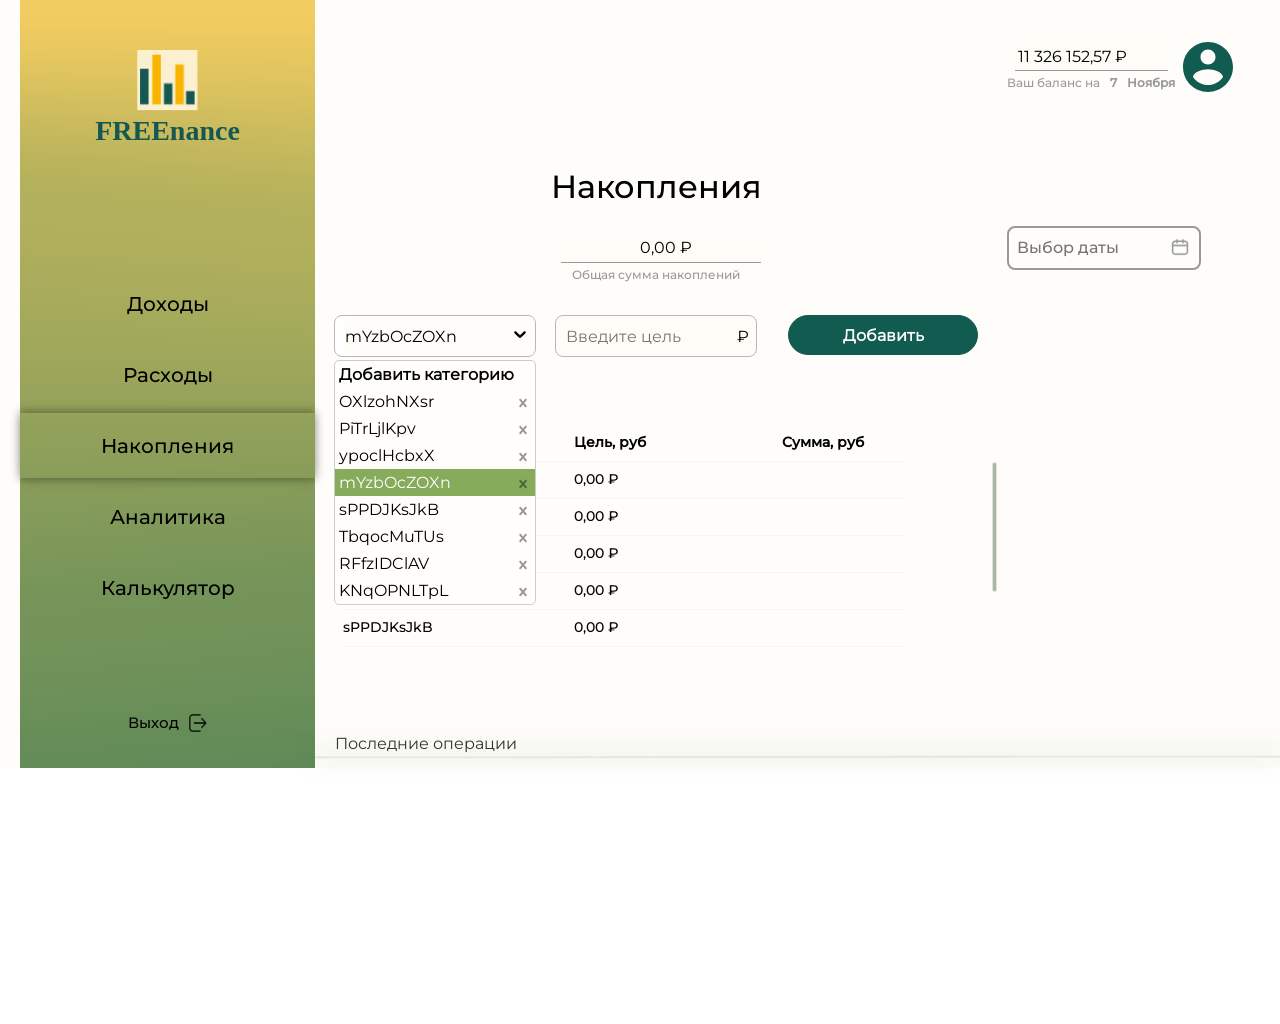 FREEnance
Доходы
Расходы
Накопления
Аналитика
Калькулятор
Выход
11 326 152,57 ₽
Ваш баланс на 7 Ноября
Накопления
0,00 ₽
Общая сумма накоплений
Выбор даты
mYzbOcZOXn
Введите цель ₽
Добавить
Добавить категорию
OXlzohNXsr x
PiTrLjlKpv x
ypoclHcbxX x
mYzbOcZOXn x
sPPDJKsJkB x
TbqocMuTUs x
RFfzIDClAV x
KNqOPNLTpL x
Цель, руб Сумма, руб
0,00 ₽
0,00 ₽
0,00 ₽
0,00 ₽
sPPDJKsJkB 0,00 ₽
Последние операции